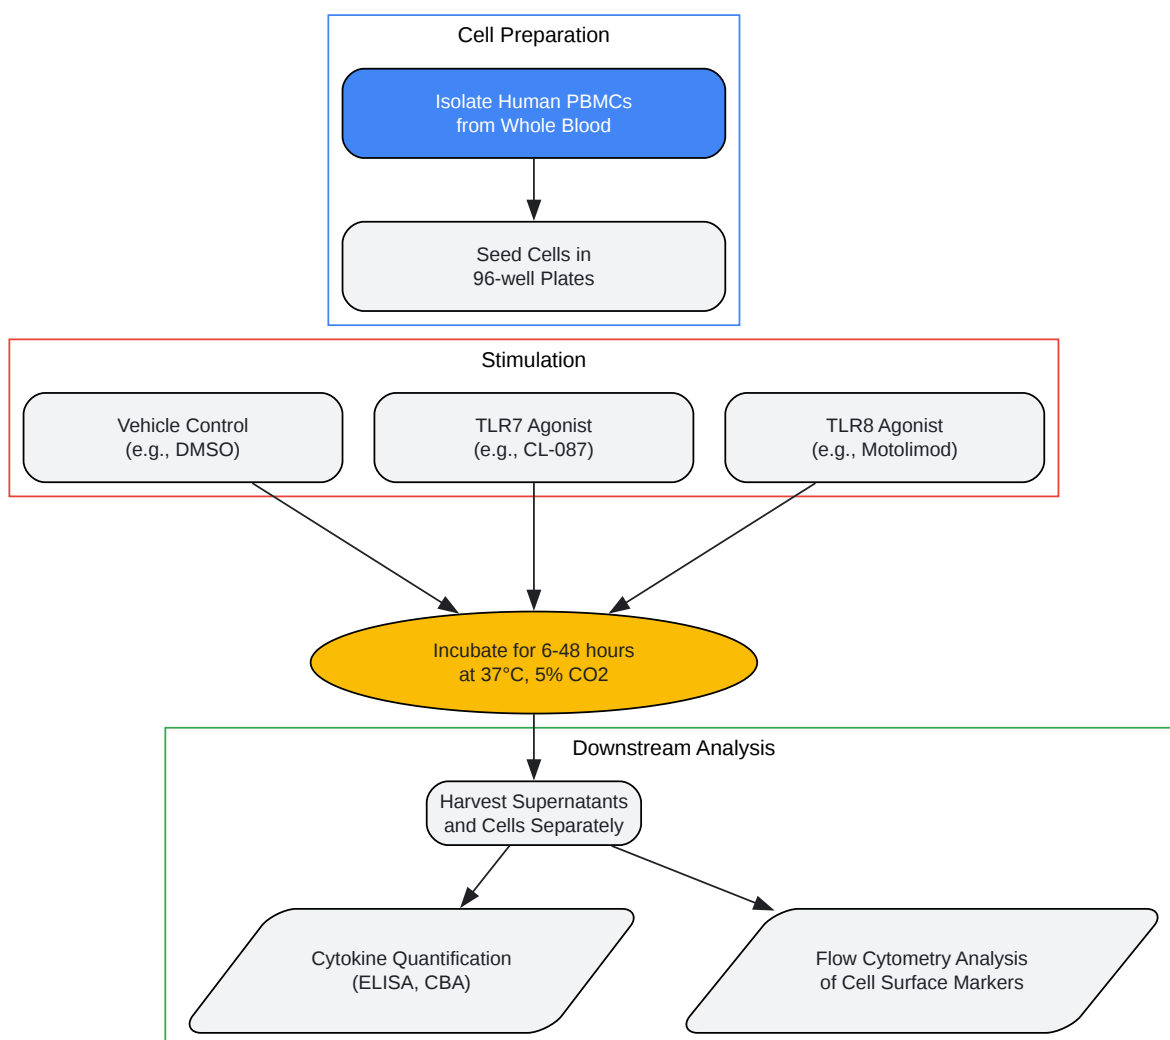 Cell Preparation
Isolate Human PBMCs
from Whole Blood
Seed Cells in
96-well Plates
Stimulation
Vehicle Control
(e.g., DMSO)
TLR7 Agonist
(e.g., CL-087)
TLR8 Agonist
(e.g., Motolimod)
Incubate for 6-48 hours
at 37°C, 5% CO2
Downstream Analysis
Harvest Supernatants
and Cells Separately
Cytokine Quantification
(ELISA, CBA)
Flow Cytometry Analysis
of Cell Surface Markers